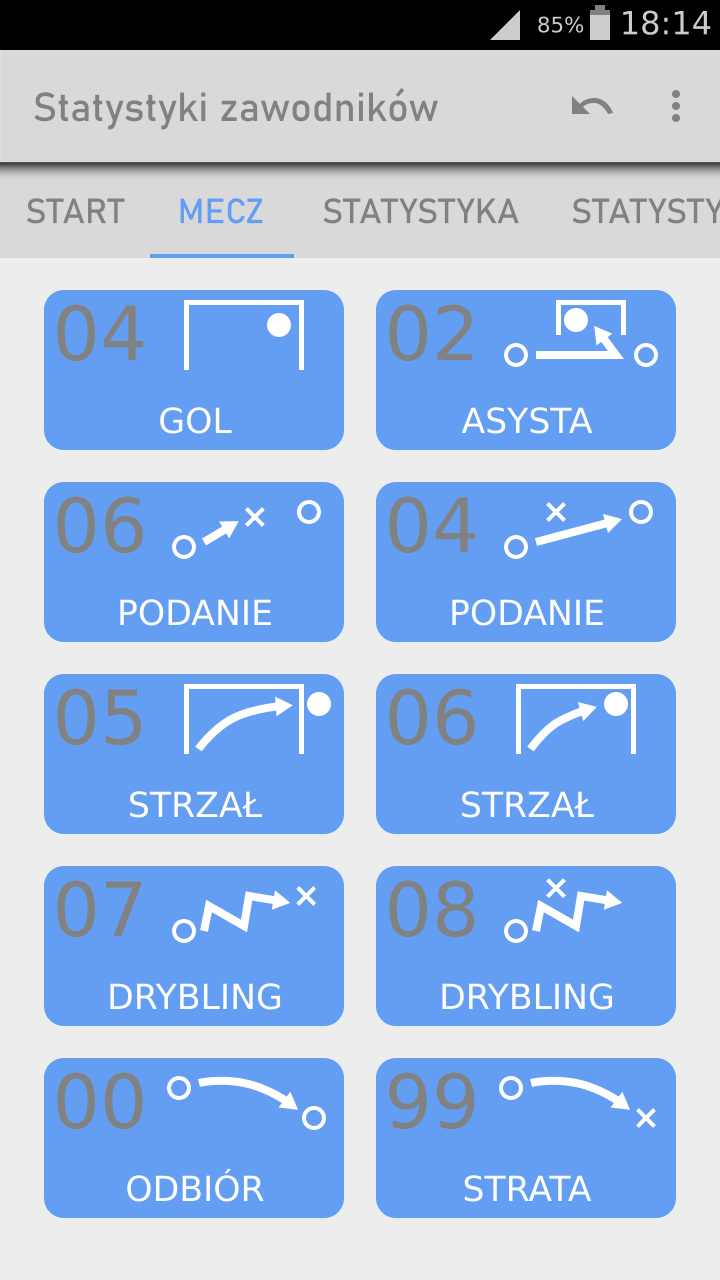 85% 18:14
Statystyki zawodników
START MECZ STATYSTYKA STATYSTY
04 02
GOL ASYSTA
06 04
PODANIE PODANIE
05 06
STRZAŁ STRZAŁ
07 08
DRYBLING DRYBLING
00 99
ODBIÓR STRATA